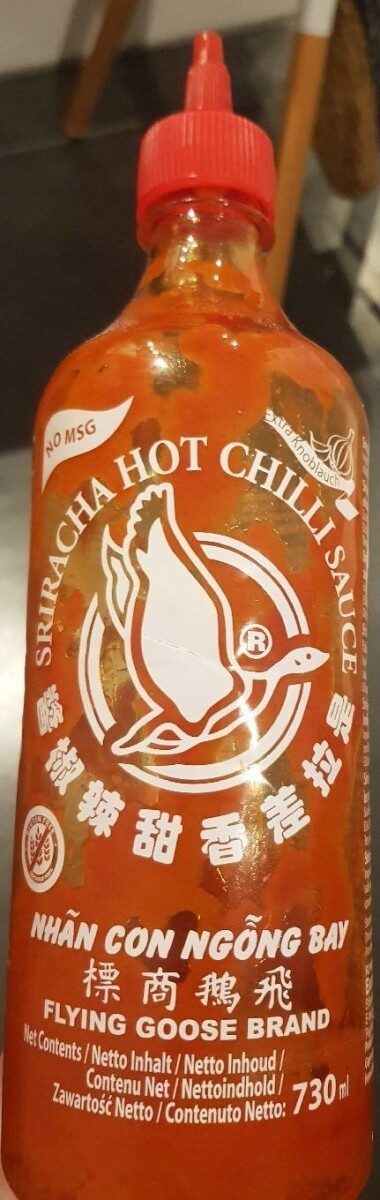 NO MSG
Extra Knoblauch
SRIRACHA HOT CHILLI SAUCE
®
是拉差香甜辣椒醬
NHÃN CON NGỖNG BAY
飛鵝商標
FLYING GOOSE BRAND
Net Contents / Netto Inhalt / Netto Inhoud /
Contenu Net / Nettoindhold /
Zawartość Netto / Contenuto Netto: 730 ml